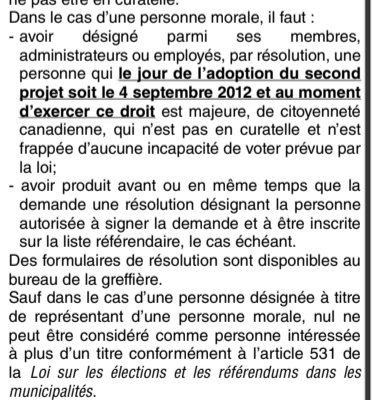 ne pas être en curatelle.
Dans le cas d'une personne morale, il faut :
- avoir désigné parmi ses membres,
administrateurs ou employés, par résolution, une
personne qui le jour de l'adoption du second
projet soit le 4 septembre 2012 et au moment
d'exercer ce droit est majeure, de citoyenneté
canadienne, qui n'est pas en curatelle et n'est
frappée d'aucune incapacité de voter prévue par
la loi;
- avoir produit avant ou en même temps que la
demande une résolution désignant la personne
autorisée à signer la demande et à être inscrite
sur la liste référendaire, le cas échéant.
Des formulaires de résolution sont disponibles au
bureau de la greffière.
Sauf dans le cas d'une personne désignée à titre
de représentant d'une personne morale, nul ne
peut être considéré comme personne intéressée
à plus d'un titre conformément à l'article 531 de
la Loi sur les élections et les référendums dans les
municipalités.